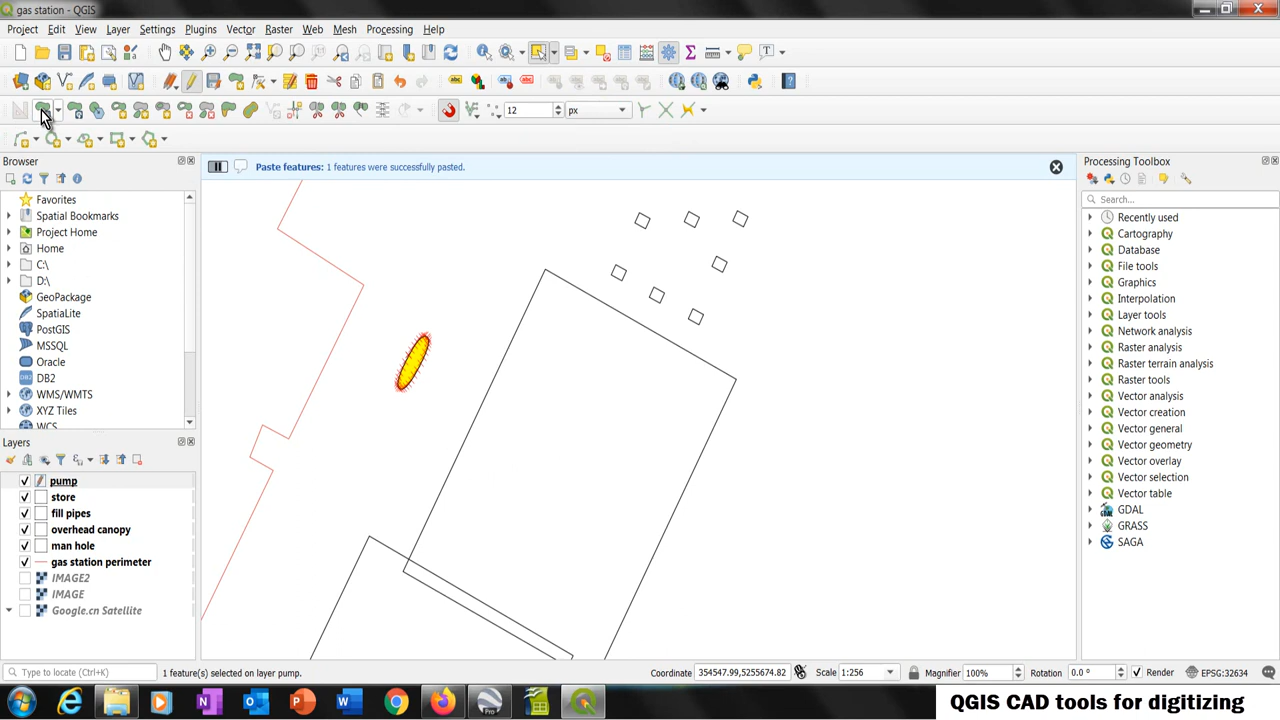 gas station - QGIS
Project Edit View Layer Settings Plugins Vector Raster Database Web Mesh Processing Help
12 px
Browser
Paste features: 1 features were successfully pasted.
Processing Toolbox
Search...
Favorites
Spatial Bookmarks
Project Home
Home
C:\
D:\
GeoPackage
SpatiaLite
PostGIS
MSSQL
Oracle
DB2
WMS/WMTS
XYZ Tiles
WCS
Recently used
Cartography
Database
File tools
Graphics
Interpolation
Layer tools
Network analysis
Raster analysis
Raster terrain analysis
Raster tools
Vector analysis
Vector creation
Vector general
Vector geometry
Vector overlay
Vector selection
Vector table
GDAL
GRASS
SAGA
Layers
pump
store
fill pipes
overhead canopy
man hole
gas station perimeter
IMAGE2
IMAGE
Google.cn Satellite
Type to locate (Ctrl+K) 1 feature(s) selected on layer pump. Coordinate 354547.99,5255674.82 Scale 1:256 Magnifier 100% Rotation 0.0 ° Render EPSG:32634
QGIS CAD tools for digitizing